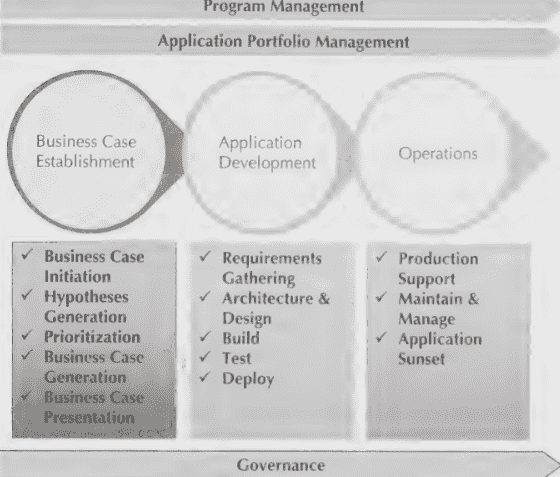 Program Management
Application Portfolio Management
Business Case
Establishment
Application
Development
Operations
✓ Business Case
Initiation
✓ Hypotheses
Generation
✓ Prioritization
✓ Business Case
Generation
✓ Business Case
Presentation
✓ Requirements
Gathering
✓ Architecture &
Design
✓ Build
✓ Test
✓ Deploy
✓ Production
Support
✓ Maintain &
Manage
✓ Application
Sunset
Governance